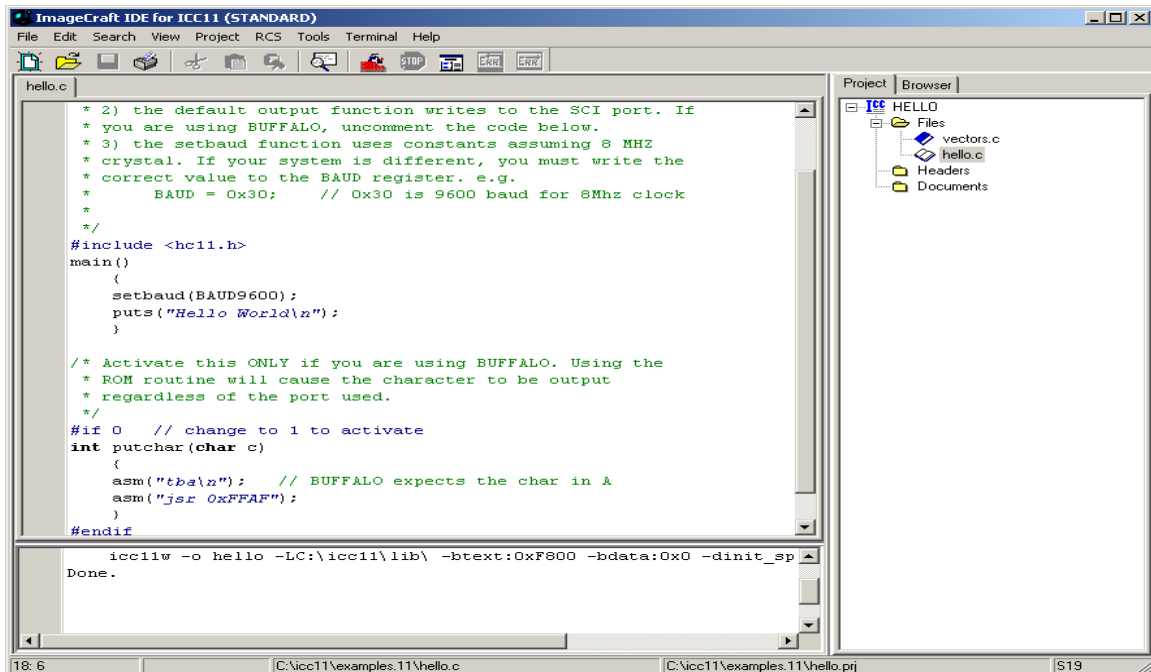 ImageCraft IDE for ICC11 (STANDARD)
File Edit Search View Project RCS Tools Terminal Help
STOP ERR ERR
hello.c
* 2) the default output function writes to the SCI port. If
* you are using BUFFALO, uncomment the code below.
* 3) the setbaud function uses constants assuming 8 MHZ
* crystal. If your system is different, you must write the
* correct value to the BAUD register. e.g.
*      BAUD = 0x30;    // 0x30 is 9600 baud for 8Mhz clock
*
*/
#include <hc11.h>
main()
{
setbaud(BAUD9600);
puts("Hello World\n");
}
/* Activate this ONLY if you are using BUFFALO. Using the
* ROM routine will cause the character to be output
* regardless of the port used.
*/
#if 0   // change to 1 to activate
int putchar(char c)
{
asm("tba\n");   // BUFFALO expects the char in A
asm("jsr 0xFFAF");
}
#endif
icc11w -o hello -LC:\icc11\lib\ -btext:0xF800 -bdata:0x0 -dinit_sp
Done.
Project Browser
ICC HELLO
Files
vectors.c
hello.c
Headers
Documents
18: 6 C:\icc11\examples.11\hello.c C:\icc11\examples.11\hello.prj S19